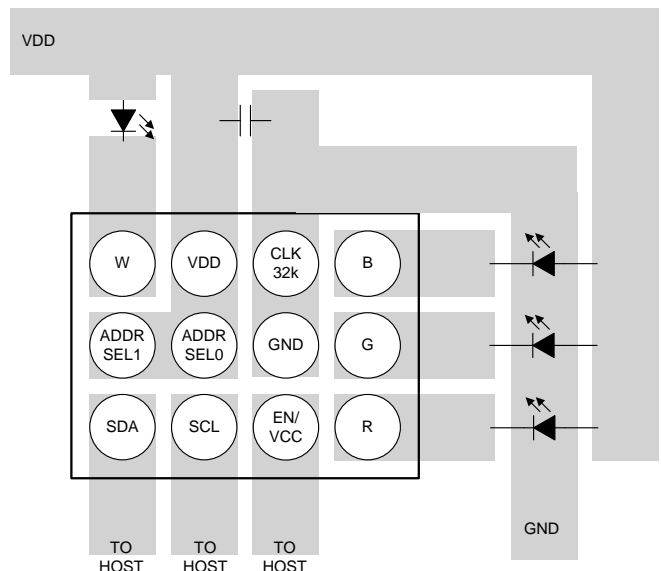 VDD
W
VDD
CLK
32k
B
ADDR
SEL1
ADDR
SEL0
GND
G
SDA
SCL
EN/
VCC
R
GND
TO
HOST
TO
HOST
TO
HOST